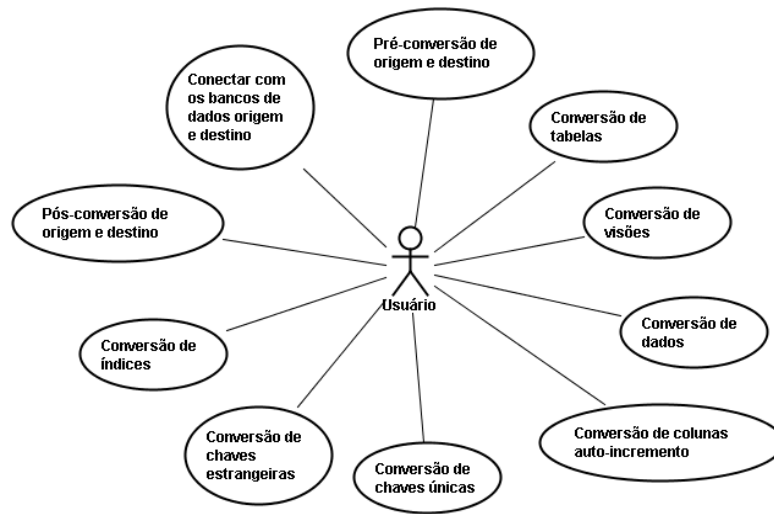 Pré-conversão de
origem e destino
Conectar com
os bancos de
dados origem
e destino
Conversão de
tabelas
Pós-conversão de
origem e destino
Conversão de
visões
Usuário
Conversão de
dados
Conversão de
índices
Conversão de colunas
auto-incremento
Conversão de
chaves
estrangeiras
Conversão de
chaves únicas